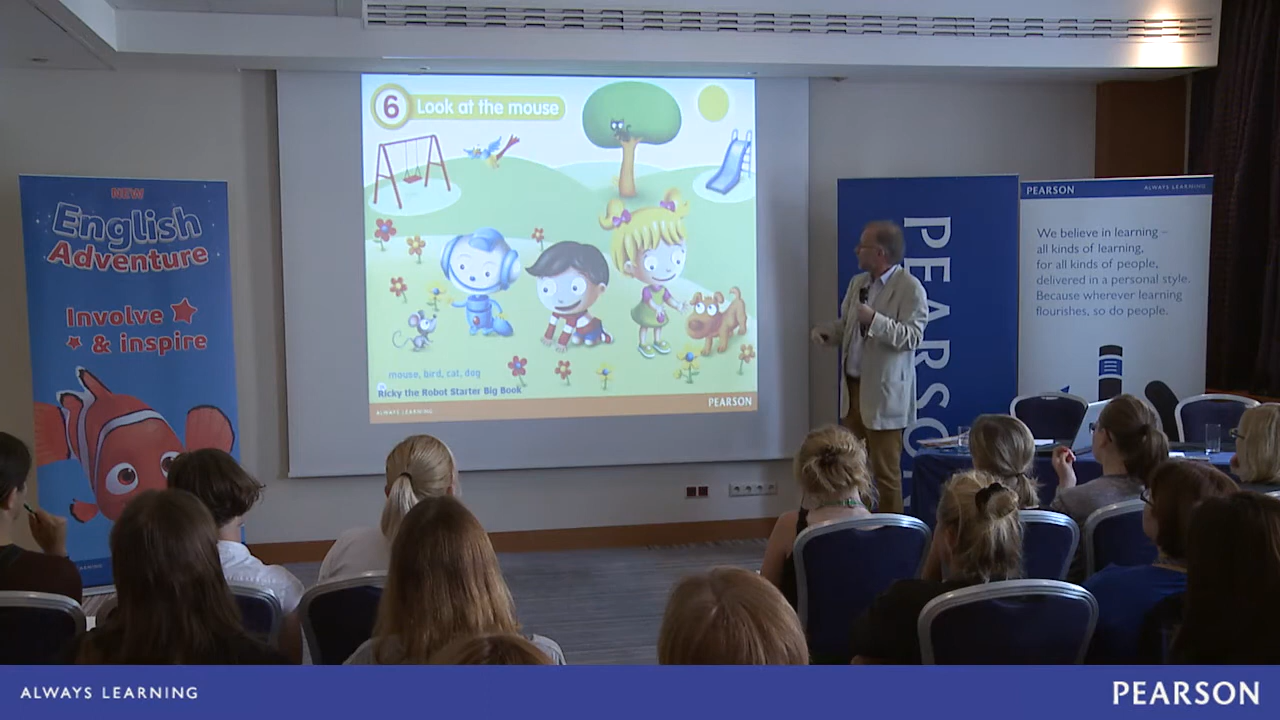 6 Look at the mouse
mouse, bird, cat, dog
Ricky the Robot Starter Big Book
ALWAYS LEARNING
PEARSON
NEW
English
Adventure
Involve
& inspire
LEARNING
PEARSON
PEARSON
ALWAYS LEARNING
We believe in learning –
all kinds of learning,
for all kinds of people,
delivered in a personal style.
Because wherever learning
flourishes, so do people.
ALWAYS LEARNING
PEARSON